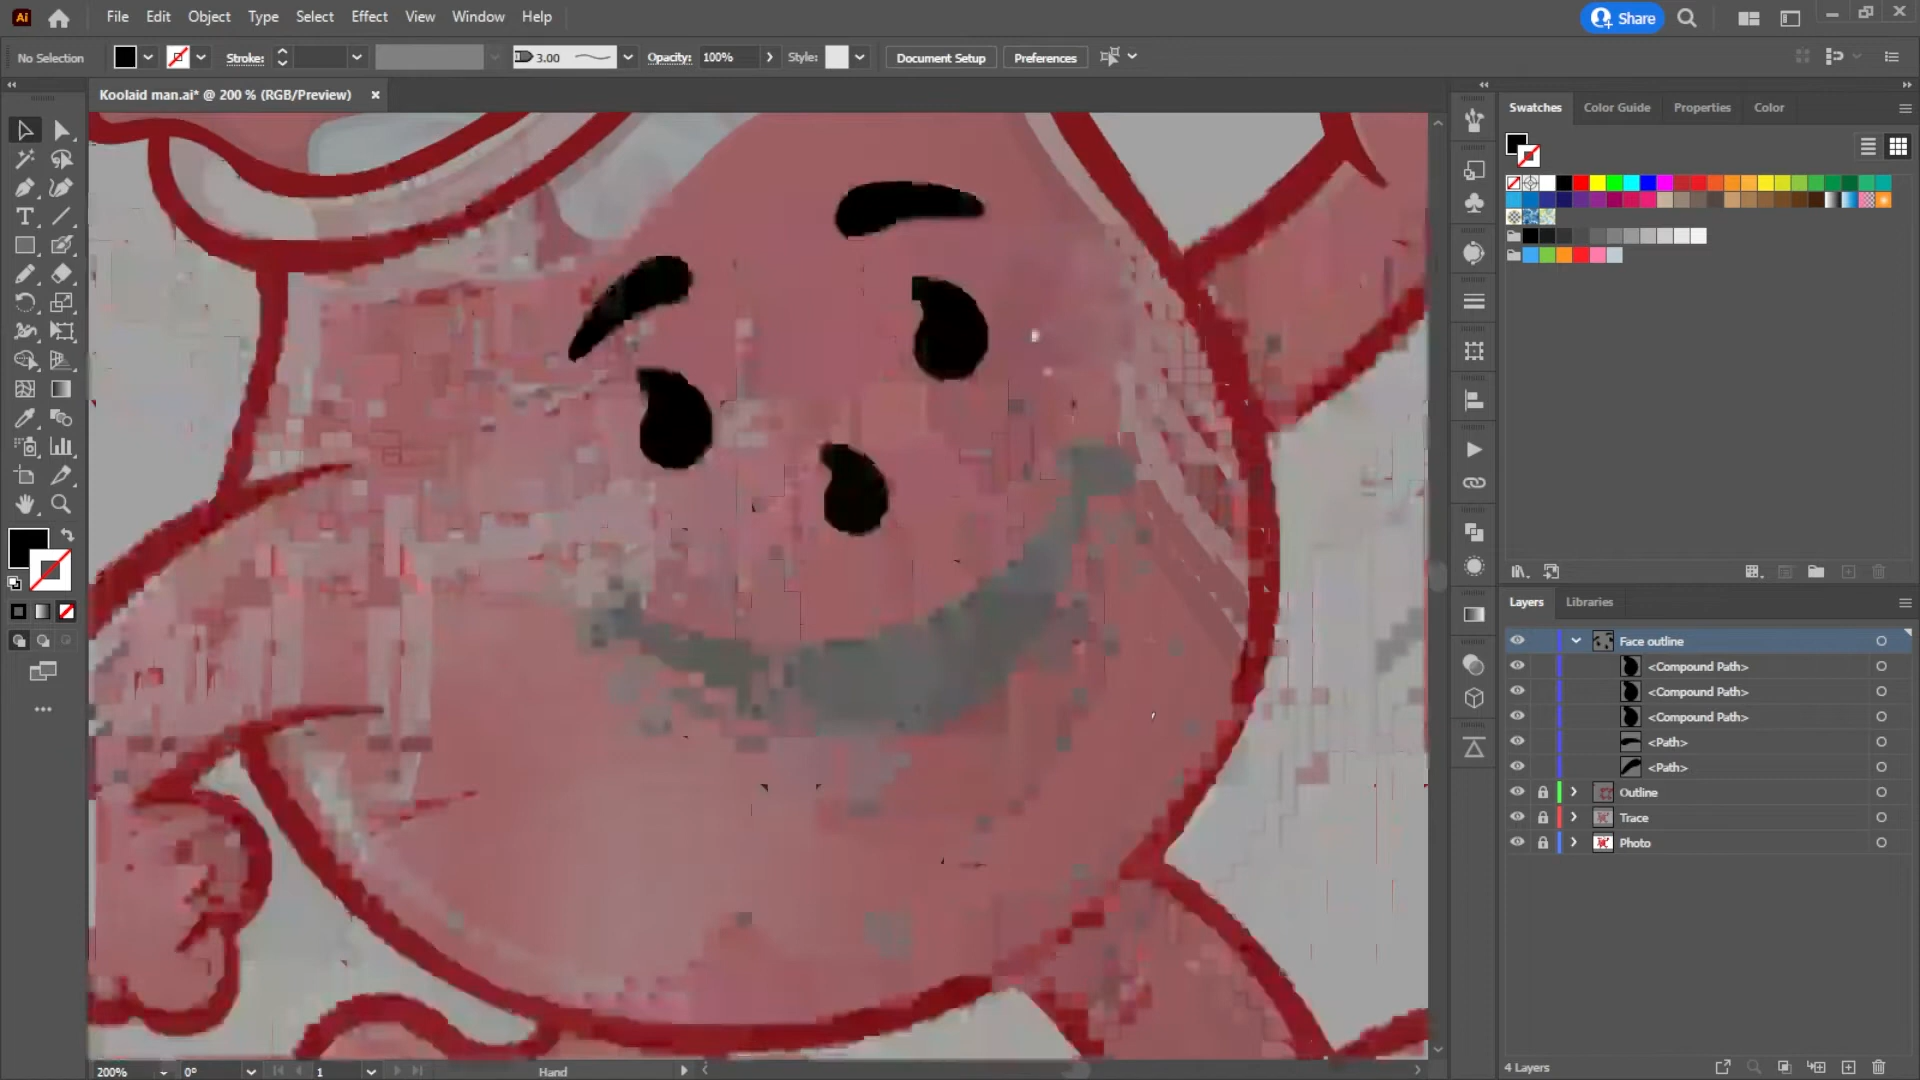 Ai File Edit Object Type Select Effect View Window Help Share
No Selection Stroke: 3.00 Opacity: 100% Style: Document Setup Preferences
Koolaid man.ai* @ 200 % (RGB/Preview) ×
Swatches Color Guide Properties Color
Layers Libraries
Face outline
<Compound Path>
<Compound Path>
<Compound Path>
<Path>
<Path>
Outline
Trace
Photo
200% 0° 1 Hand
4 Layers